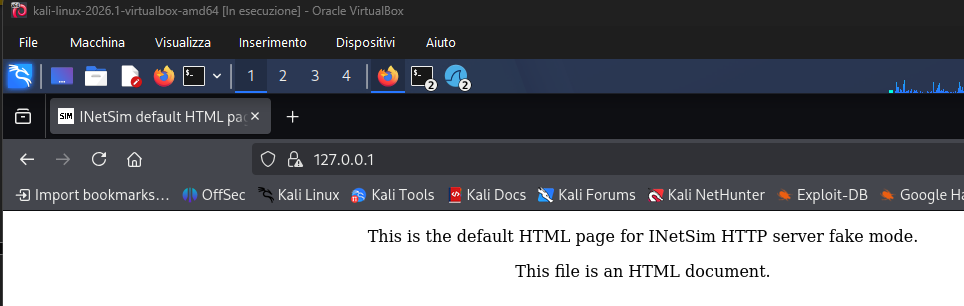 kali-linux-2026.1-virtualbox-amd64 [In esecuzione] - Oracle VirtualBox
File Macchina Visualizza Inserimento Dispositivi Aiuto
1 2 3 4 2 2
SIM INetSim default HTML pag
127.0.0.1
Import bookmarks... OffSec Kali Linux Kali Tools Kali Docs Kali Forums Kali NetHunter Exploit-DB Google Ha
This is the default HTML page for INetSim HTTP server fake mode.
This file is an HTML document.